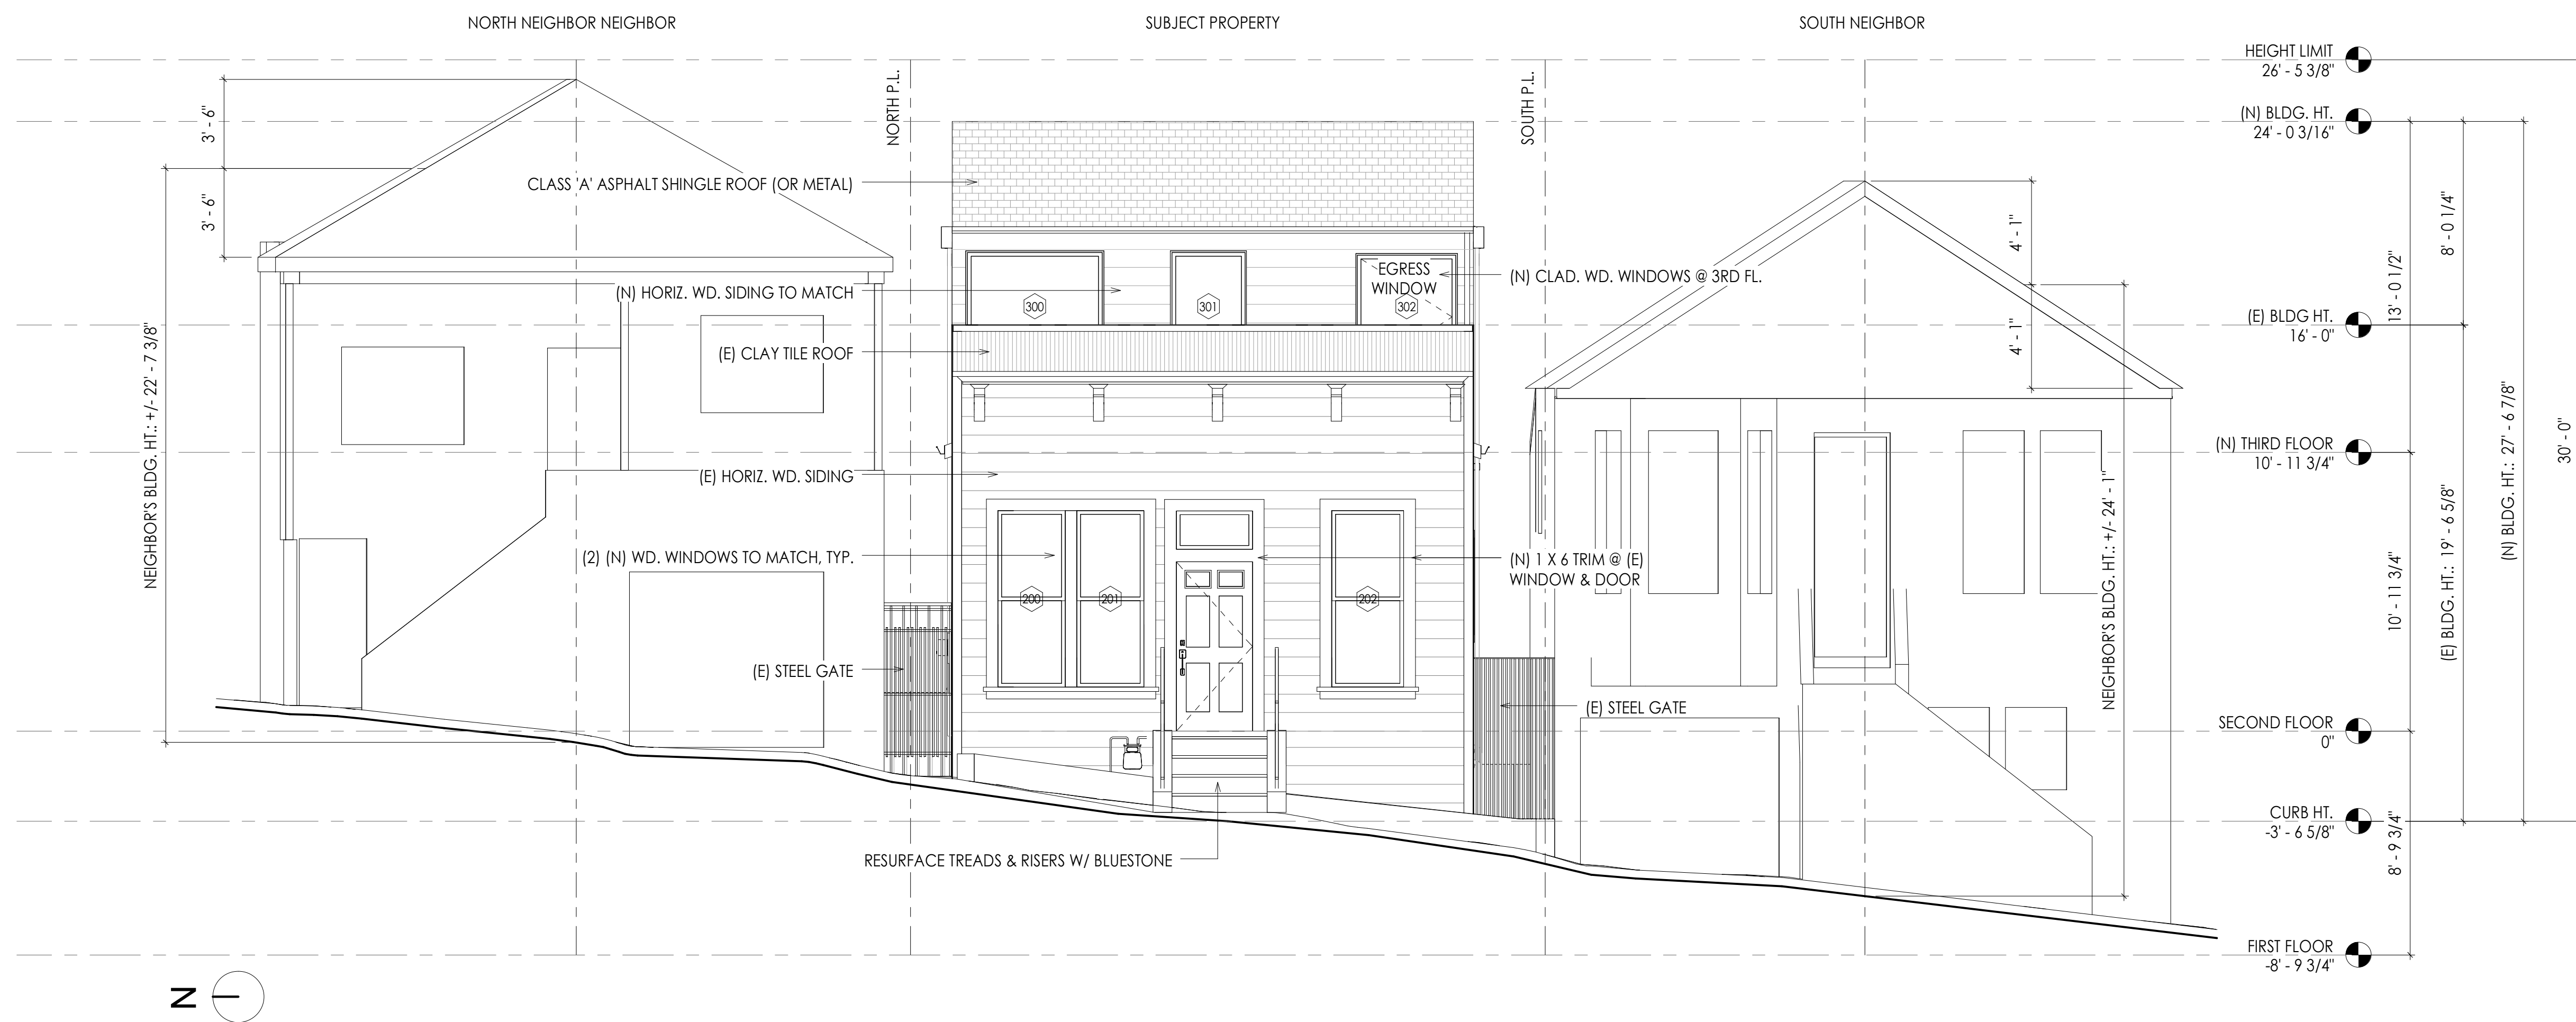 NORTH NEIGHBOR NEIGHBOR
SUBJECT PROPERTY
SOUTH NEIGHBOR
HEIGHT LIMIT
26' - 5 3/8"
(N) BLDG. HT.
24' - 0 3/16"
(E) BLDG HT.
16' - 0"
(N) THIRD FLOOR
10' - 11 3/4"
SECOND FLOOR
0"
CURB HT.
-3' - 6 5/8"
FIRST FLOOR
-8' - 9 3/4"
3' - 6"
3' - 6"
NEIGHBOR'S BLDG. HT.: +/- 22' - 7 3/8"
NORTH P.L.
SOUTH P.L.
CLASS 'A' ASPHALT SHINGLE ROOF (OR METAL)
(N) HORIZ. WD. SIDING TO MATCH
(E) CLAY TILE ROOF
(E) HORIZ. WD. SIDING
(2) (N) WD. WINDOWS TO MATCH, TYP.
(E) STEEL GATE
RESURFACE TREADS & RISERS W/ BLUESTONE
300
301
EGRESS
WINDOW
302
200
201
202
(N) CLAD. WD. WINDOWS @ 3RD FL.
(N) 1 X 6 TRIM @ (E)
WINDOW & DOOR
(E) STEEL GATE
4' - 1"
4' - 1"
NEIGHBOR'S BLDG. HT.: +/- 24' - 1"
13' - 0 1/2"
10' - 11 3/4"
8' - 9 3/4"
8' - 0 1/4"
(E) BLDG. HT.: 19' - 6 5/8"
(N) BLDG. HT.: 27' - 6 7/8"
30' - 0"
N